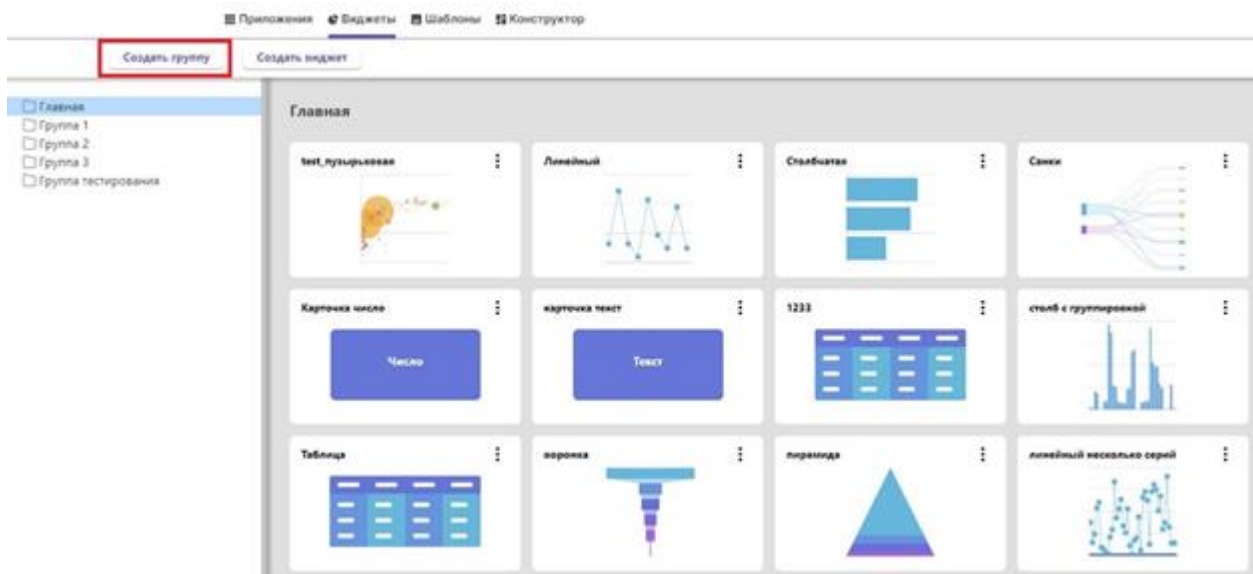 Приложения Виджеты Шаблоны Конструктор
Создать группу Создать виджет
Главная
Группа 1
Группа 2
Группа 3
Группа тестирования
Главная
test_пузырьковая Линейный Столбчатая Санки
Карточка число карточка текст 1233 столб с группировкой
Число Текст
Таблица воронка пирамида линейный несколько серий